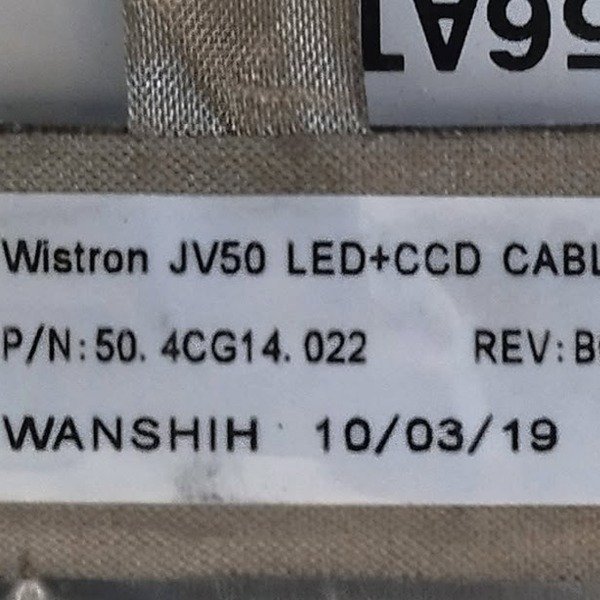 Wistron JV50 LED+CCD CABL
P/N:50. 4CG14. 022 REV:B
WANSHIH 10/03/19